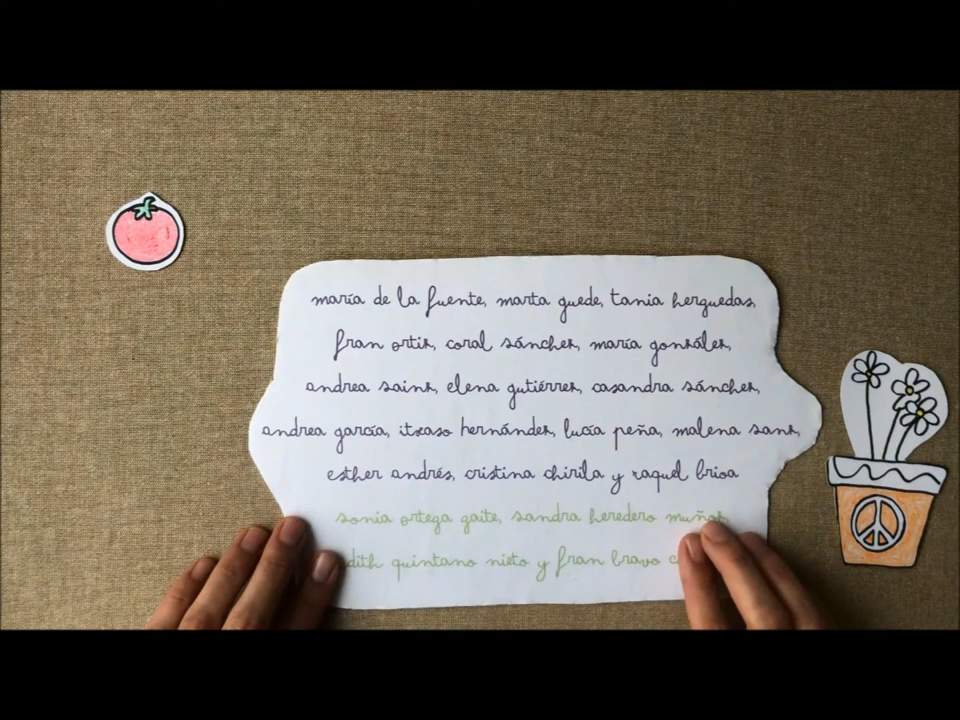 maría de la fuente, marta guede, tania herguedas,
fran ortiz, coral sánchez, maría gonzález,
andrea sainz, elena gutiérrez, casandra sánchez,
andrea garcía, itxaso hernández, lucía peña, malena sanz,
esther andrés, cristina chirila y raquel brioa
sonia ortega gaite, sandra heredero muñoz
quintano nieto y fran bravo